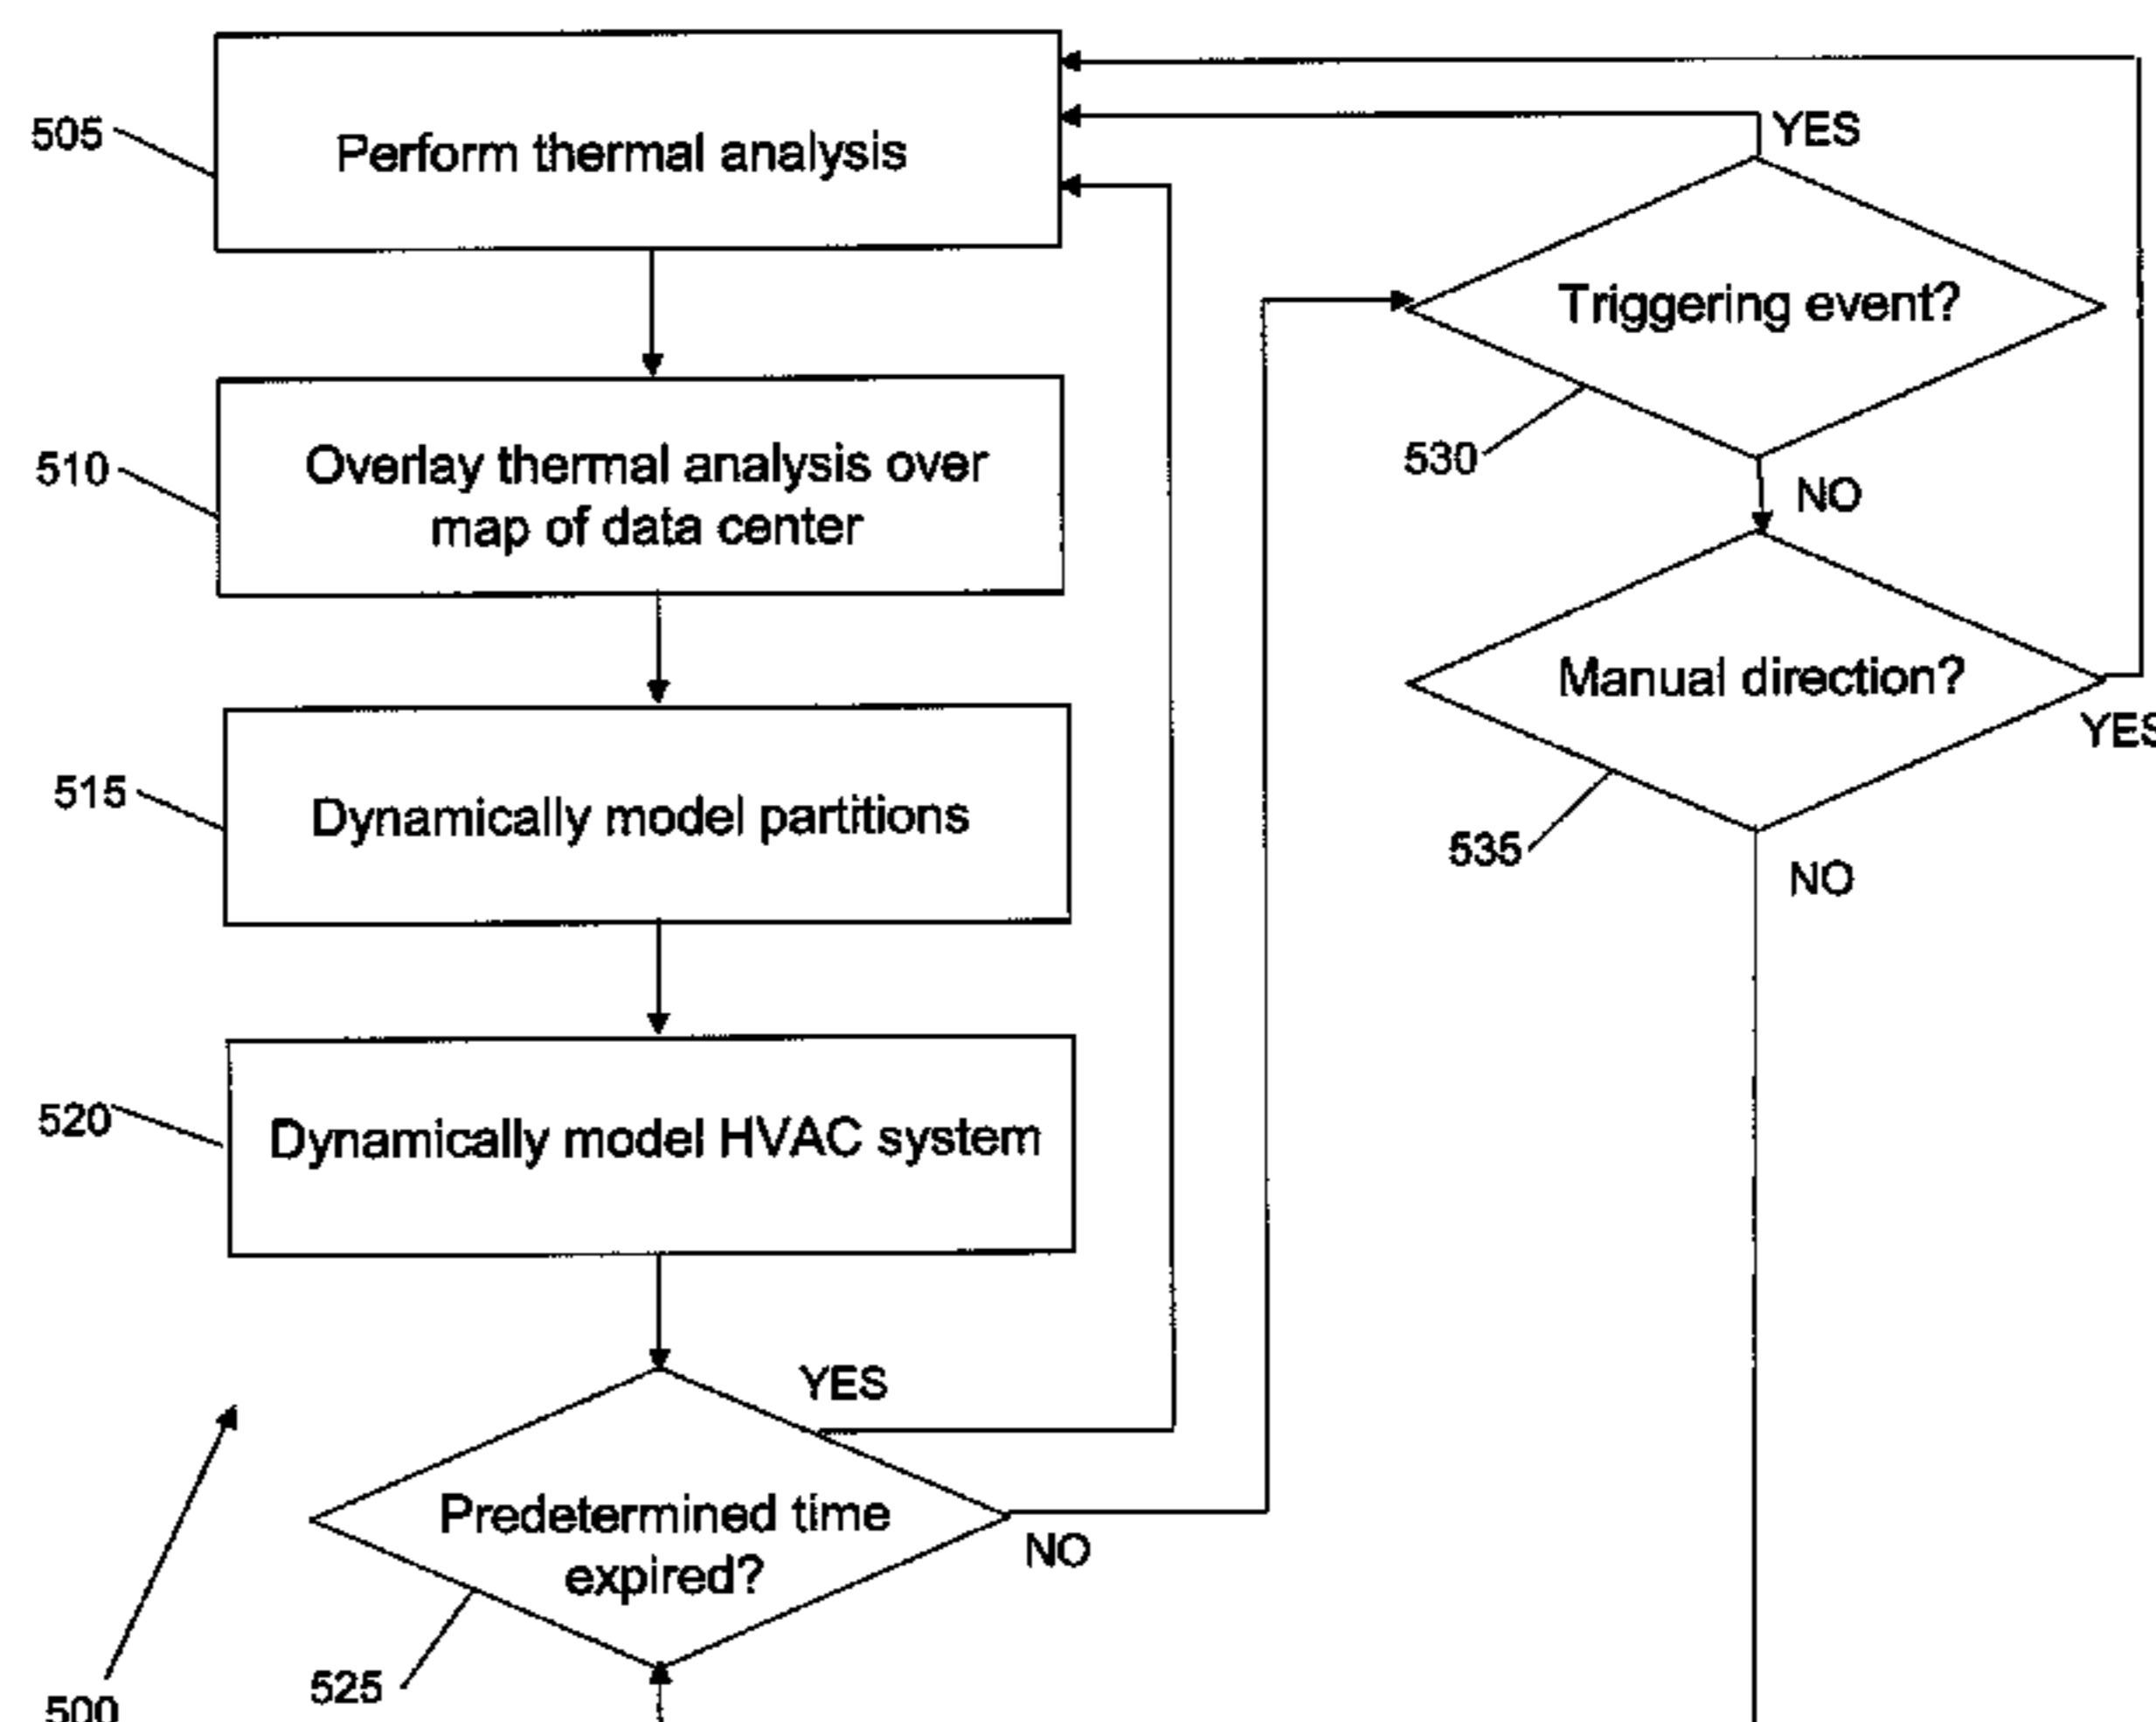 505
Perform thermal analysis
510
Overlay thermal analysis over
map of data center
515
Dynamically model partitions
520
Dynamically model HVAC system
YES
Predetermined time
expired?
NO
525
500
YES
Triggering event?
530
NO
Manual direction?
YES
535
NO